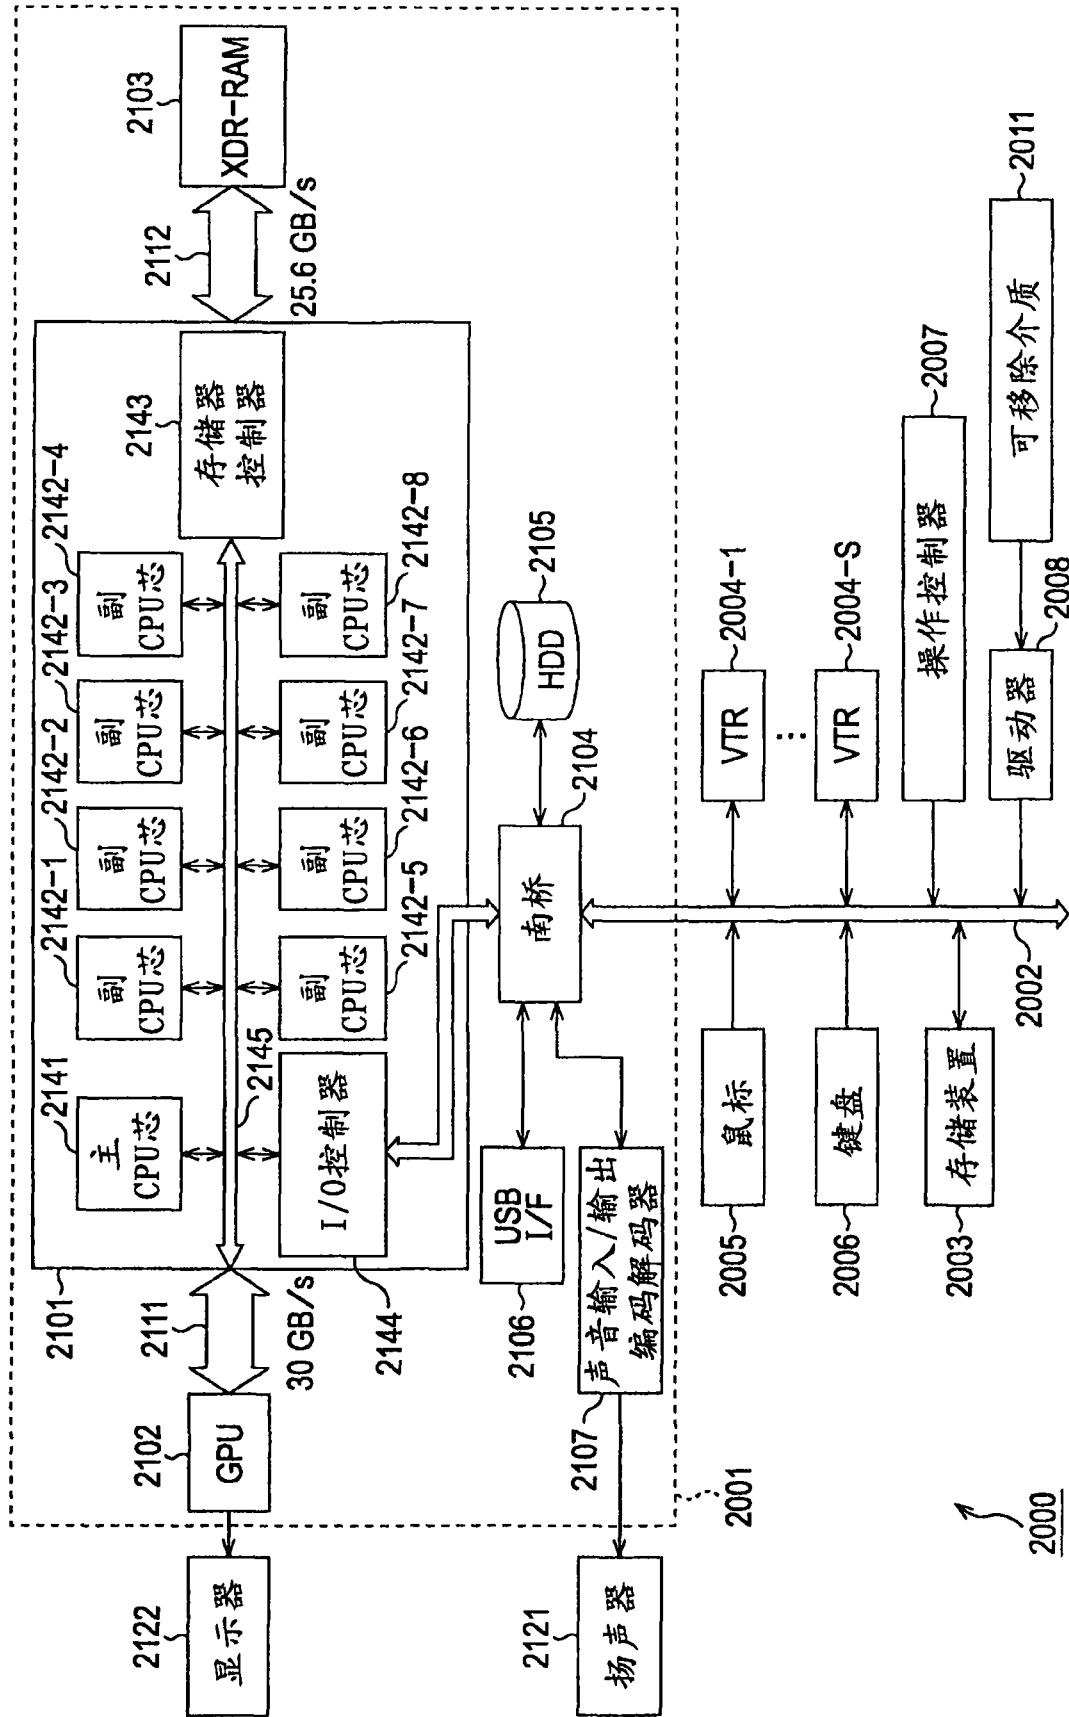 2103
XDR-RAM
2112
25.6 GB/s
2143
存储器
控制器
2142-4
副
CPU芯
2142-3
副
CPU芯
2142-2
副
CPU芯
2142-1
副
CPU芯
2141
主
CPU芯
2101
2145
副
CPU芯
2142-8
副
CPU芯
2142-7
副
CPU芯
2142-6
副
CPU芯
2142-5
I/O控制器
2144
2111
30 GB/s
2102
GPU
2122
显示器
HDD
2105
南桥
2104
USB
I/F
2106
声音输入/输出
编码解码器
2107
2121
扬声器
2001
VTR
2004-1
VTR
2004-S
操作控制器
2007
可移除介质
2011
驱动器
2008
2002
鼠标
2005
键盘
2006
存储装置
2003
2000